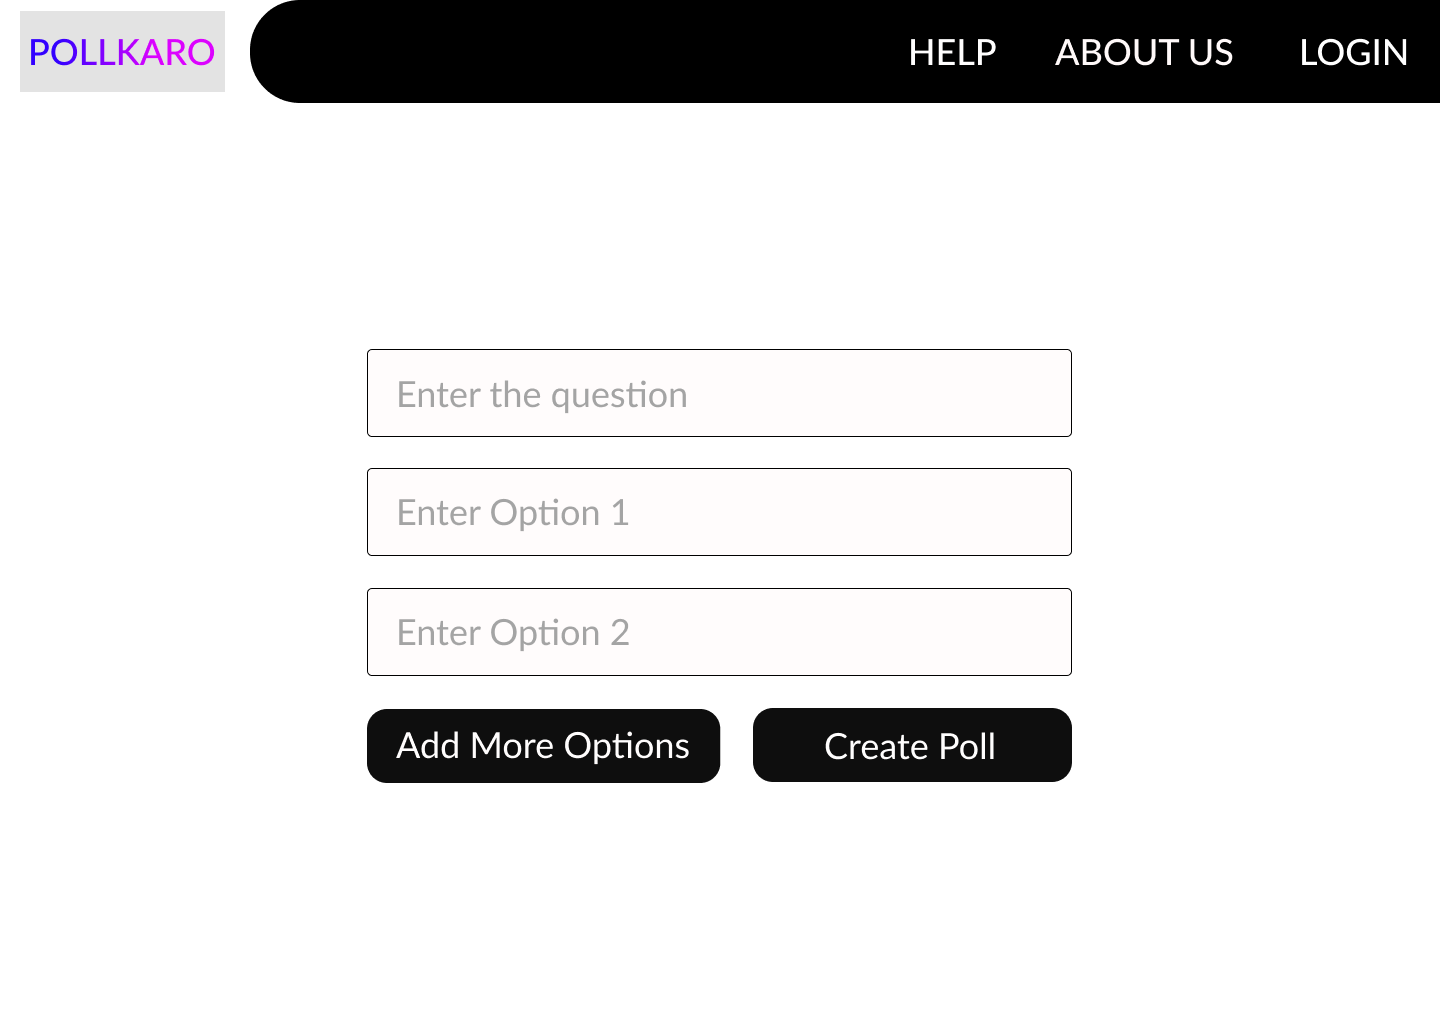 POLLKARO HELP ABOUT US LOGIN
Enter the question
Enter Option 1
Enter Option 2
Add More Options Create Poll